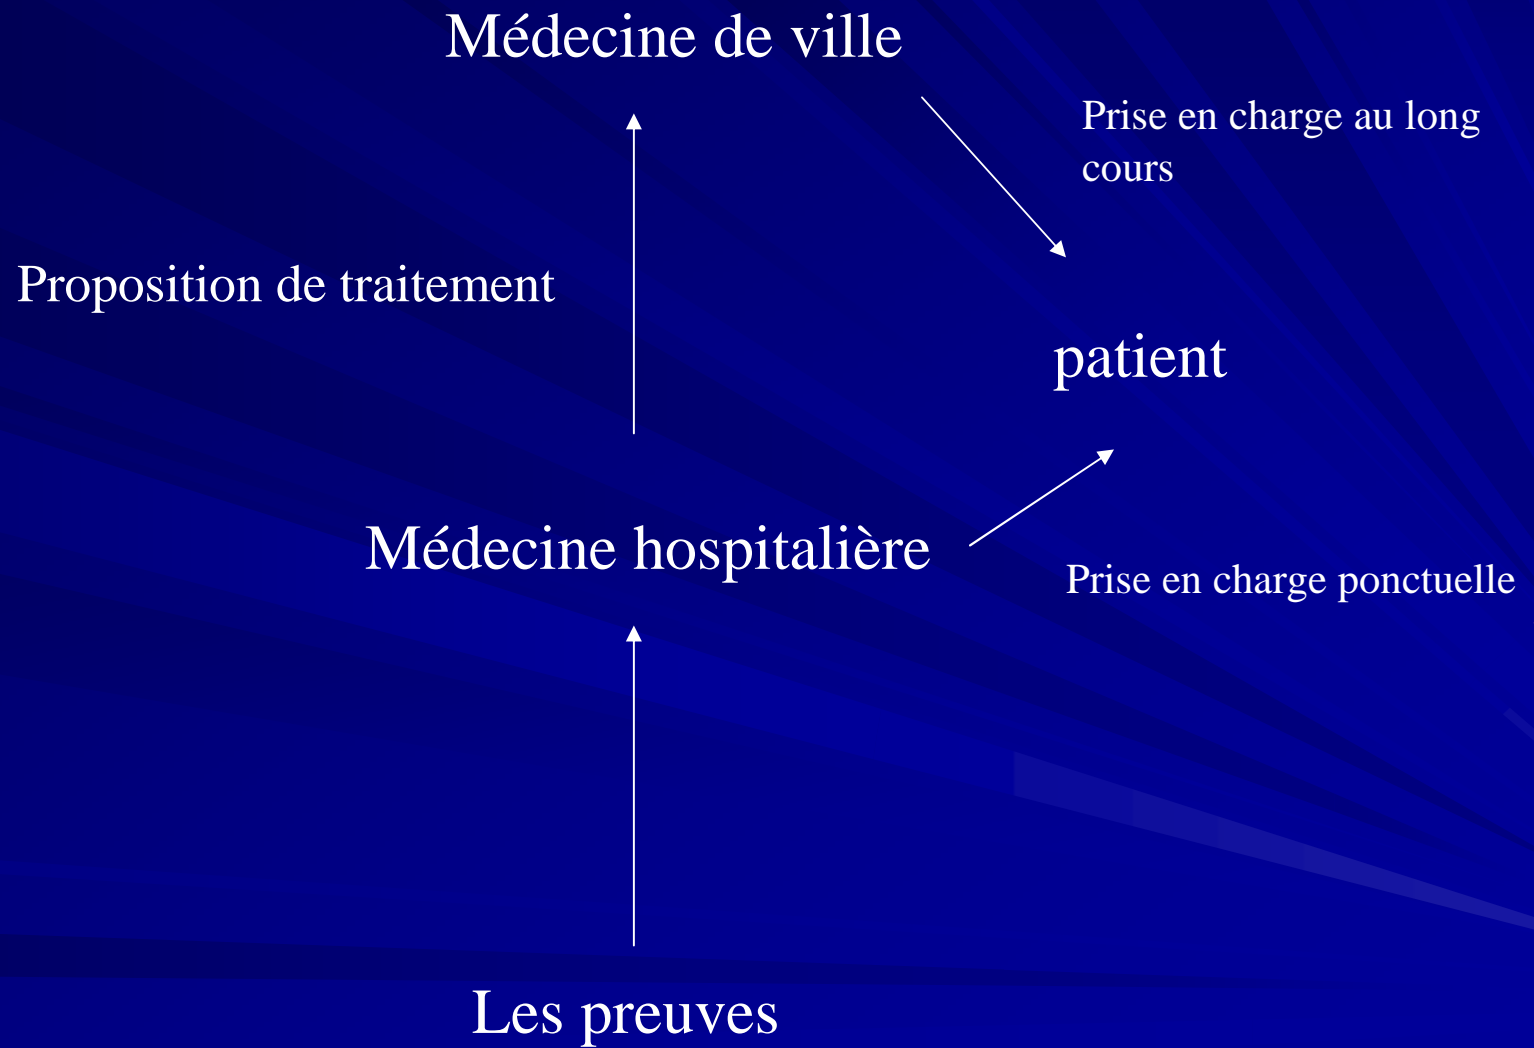 Médecine de ville
Prise en charge au long
cours
Proposition de traitement
patient
Médecine hospitalière
Prise en charge ponctuelle
Les preuves